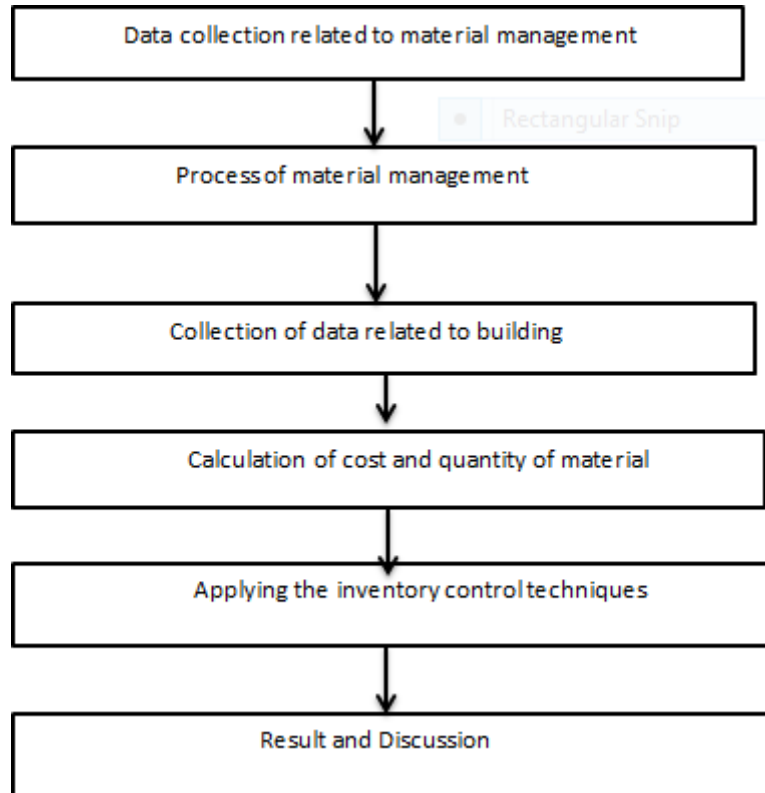 Data collection related to material management
Rectangular Snip
Process of material management
Collection of data related to building
Calculation of cost and quantity of material
Applying the inventory control techniques
Result and Discussion